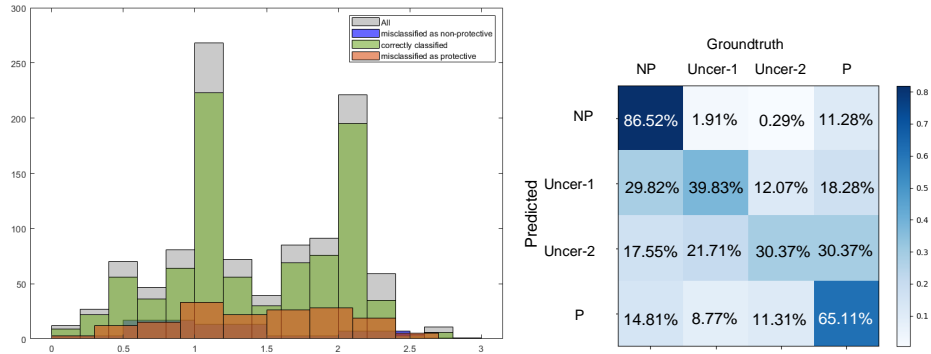 300
250
200
150
100
50
0
0
0.5
1
1.5
2
2.5
3
All
misclassified as non-protective
correctly classified
misclassified as protective
Groundtruth
NP Uncer-1 Uncer-2 P
Predicted
NP 86.52% 1.91% 0.29% 11.28%
Uncer-1 29.82% 39.83% 12.07% 18.28%
Uncer-2 17.55% 21.71% 30.37% 30.37%
P 14.81% 8.77% 11.31% 65.11%
0.8
0.7
0.6
0.5
0.4
0.3
0.2
0.1